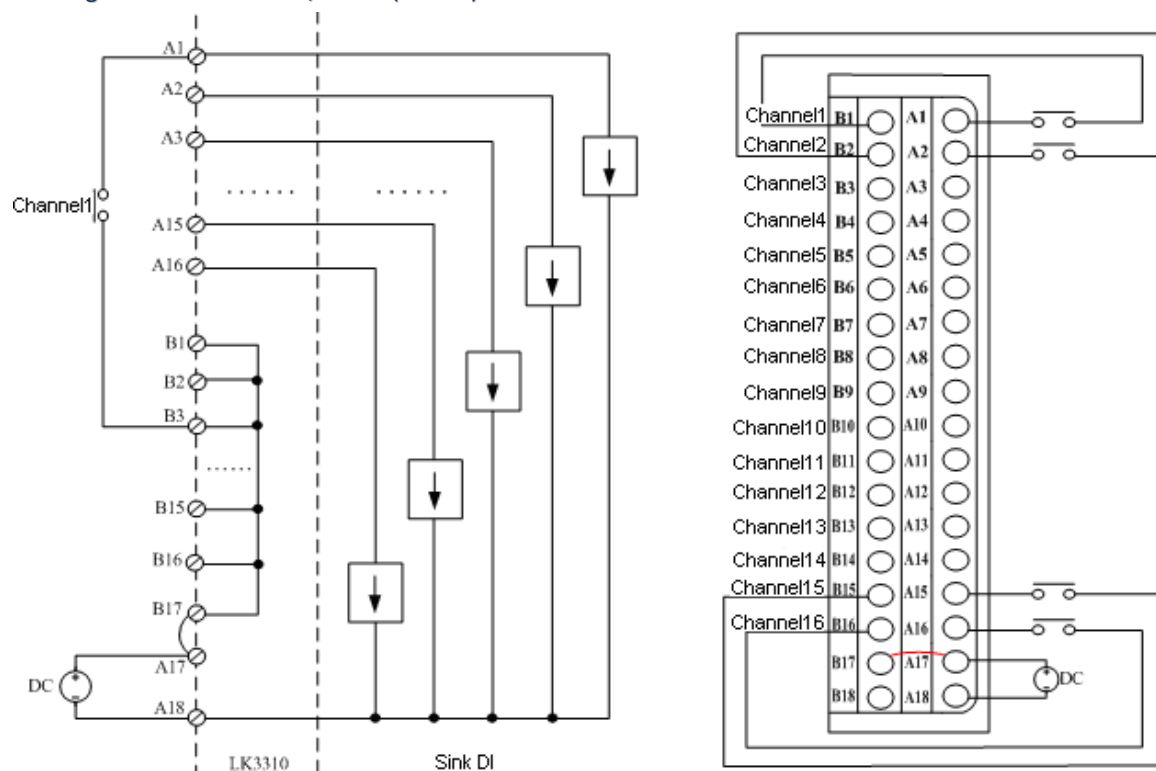 A1
A2
A3
. . . . . .    . . . . . .
Channel1
A15
A16
B1
B2
B3
......
B15
B16
B17
A17
DC
A18
LK3310
Sink DI
Channel1 B1 A1
Channel2 B2 A2
Channel3 B3 A3
Channel4 B4 A4
Channel5 B5 A5
Channel6 B6 A6
Channel7 B7 A7
Channel8 B8 A8
Channel9 B9 A9
Channel10 B10 A10
Channel11 B11 A11
Channel12 B12 A12
Channel13 B13 A13
Channel14 B14 A14
Channel15 B15 A15
Channel16 B16 A16
B17 A17
DC
B18 A18